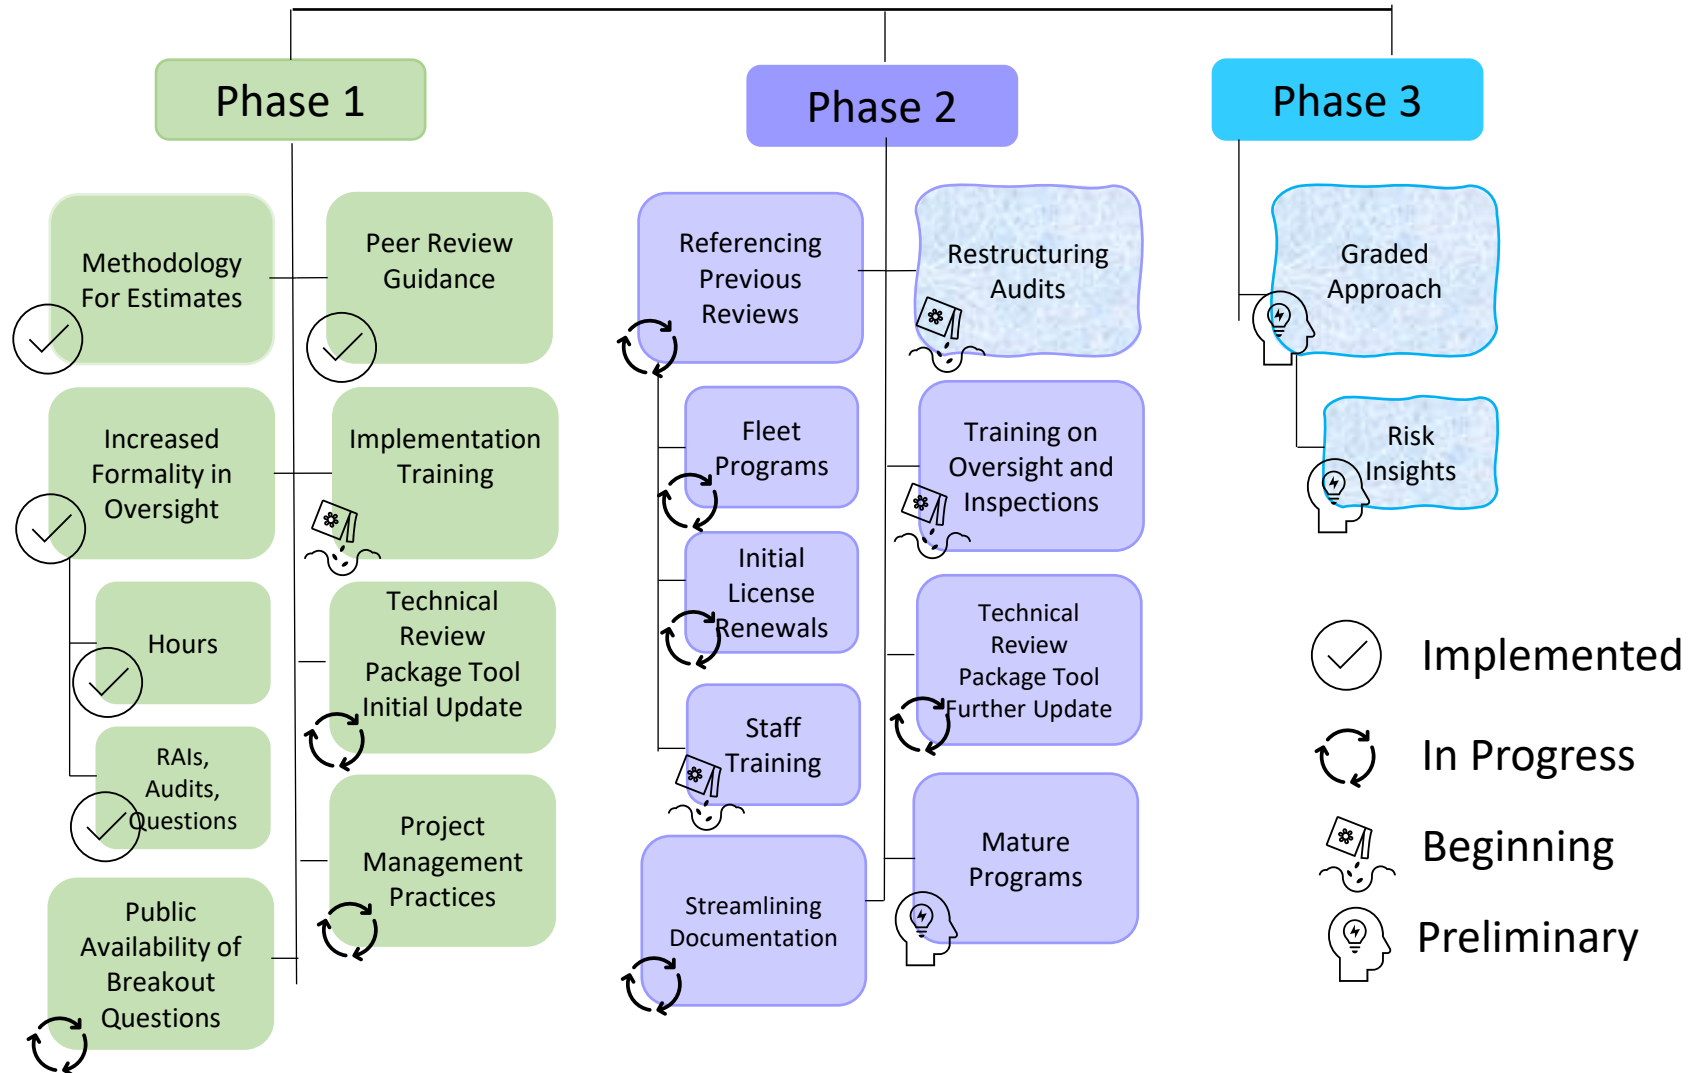 Phase 1
Methodology
For Estimates
Peer Review
Guidance
Increased
Formality in
Oversight
Implementation
Training
Hours
RAIs,
Audits,
Questions
Technical
Review
Package Tool
Initial Update
Project
Management
Practices
Public
Availability of
Breakout
Questions
Phase 2
Referencing
Previous
Reviews
Restructuring
Audits
Fleet
Programs
Initial
License
Renewals
Staff
Training
Training on
Oversight and
Inspections
Technical
Review
Package Tool
Further Update
Streamlining
Documentation
Mature
Programs
Phase 3
Graded
Approach
Risk
Insights
Implemented
In Progress
Beginning
Preliminary